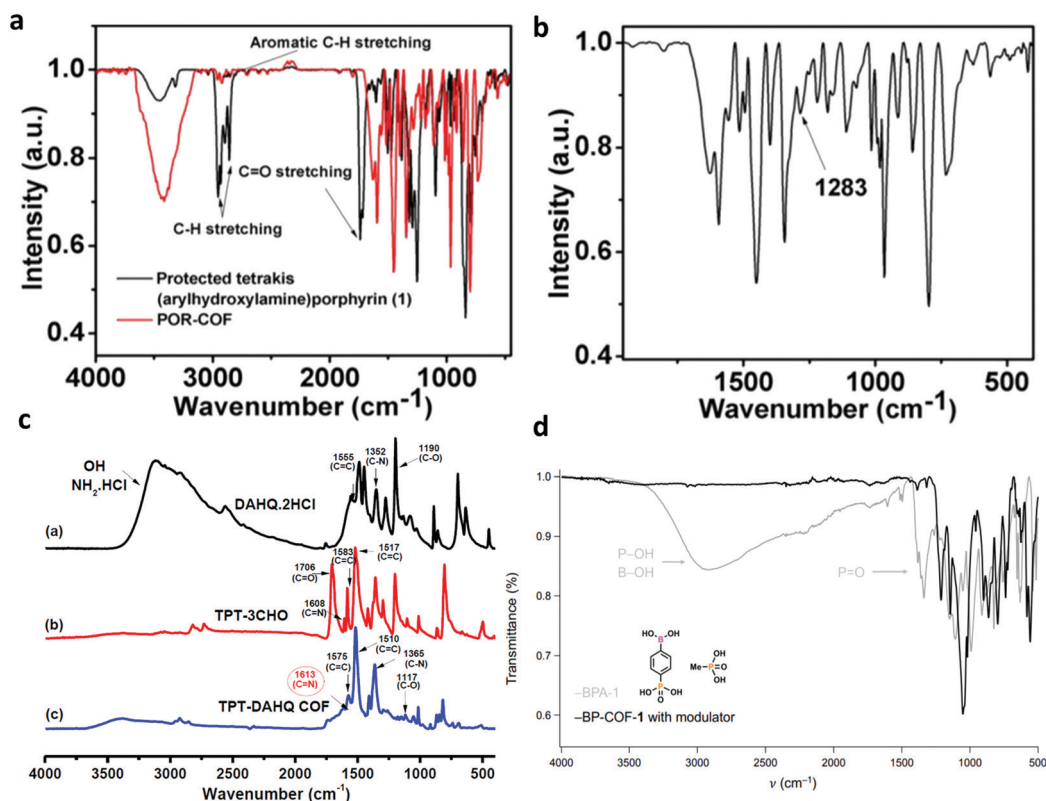 a
Aromatic C-H stretching
C=O stretching
C-H stretching
Protected tetrakis
(arylhydroxylamine)porphyrin (1)
POR-COF
Intensity (a.u.)
1.0
0.8
0.6
0.4
4000
3000
2000
1000
Wavenumber (cm-1)
b
1283
Intensity (a.u.)
1.0
0.8
0.6
0.4
1500
1000
500
Wavenumber (cm-1)
c
OH
NH2.HCl
DAHQ.2HCl
1555
(C=C)
1352
(C-N)
1190
(C-O)
(a)
1706
(C=O)
1583
(C=C)
1517
(C=C)
1608
(C=N)
TPT-3CHO
(b)
1613
(C=N)
1575
(C=C)
1510
(C=C)
1365
(C-N)
1117
(C-O)
TPT-DAHQ COF
(c)
4000
3500
3000
2500
2000
1500
1000
500
Wavenumber (cm-1)
d
Transmittance (%)
1.0
0.9
0.8
0.7
0.6
P–OH
B–OH
P=O
HO
B
OH
HO
P
OH
O
Me
P
OH
O
OH
–BPA-1
–BP-COF-1 with modulator
4000
3500
3000
2500
2000
1500
1000
500
ν (cm−1)